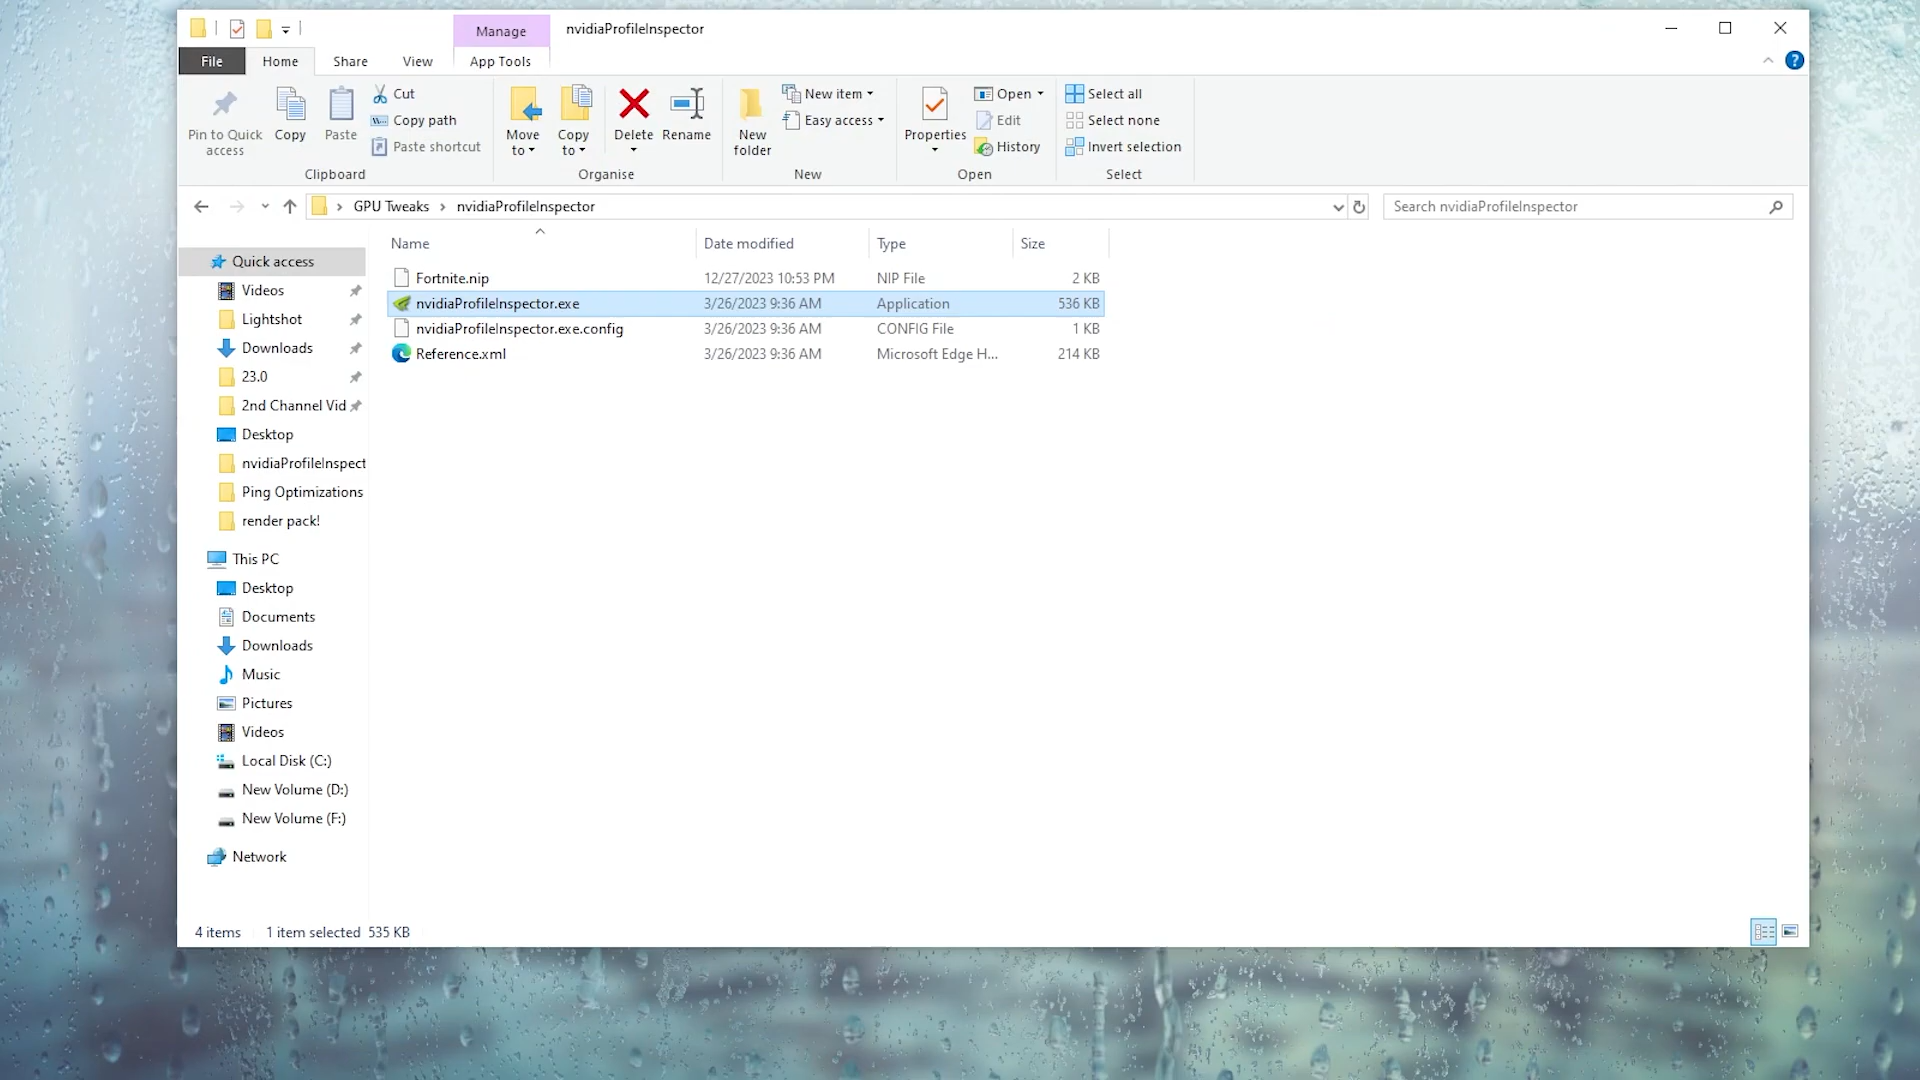 Manage
nvidiaProfileInspector
File
Home
Share
View
App Tools
Pin to Quick access
Copy
Paste
Cut
Copy path
Paste shortcut
Clipboard
Move to
Copy to
Delete
Rename
Organise
New folder
New item
Easy access
New
Properties
Open
Edit
History
Open
Select all
Select none
Invert selection
Select
GPU Tweaks
nvidiaProfileInspector
Search nvidiaProfileInspector
Name
Date modified
Type
Size
Fortnite.nip 12/27/2023 10:53 PM NIP File 2 KB
nvidiaProfileInspector.exe 3/26/2023 9:36 AM Application 536 KB
nvidiaProfileInspector.exe.config 3/26/2023 9:36 AM CONFIG File 1 KB
Reference.xml 3/26/2023 9:36 AM Microsoft Edge H... 214 KB
Quick access
Videos
Lightshot
Downloads
23.0
2nd Channel Vid
Desktop
nvidiaProfileInspect
Ping Optimizations
render pack!
This PC
Desktop
Documents
Downloads
Music
Pictures
Videos
Local Disk (C:)
New Volume (D:)
New Volume (F:)
Network
4 items
1 item selected 535 KB